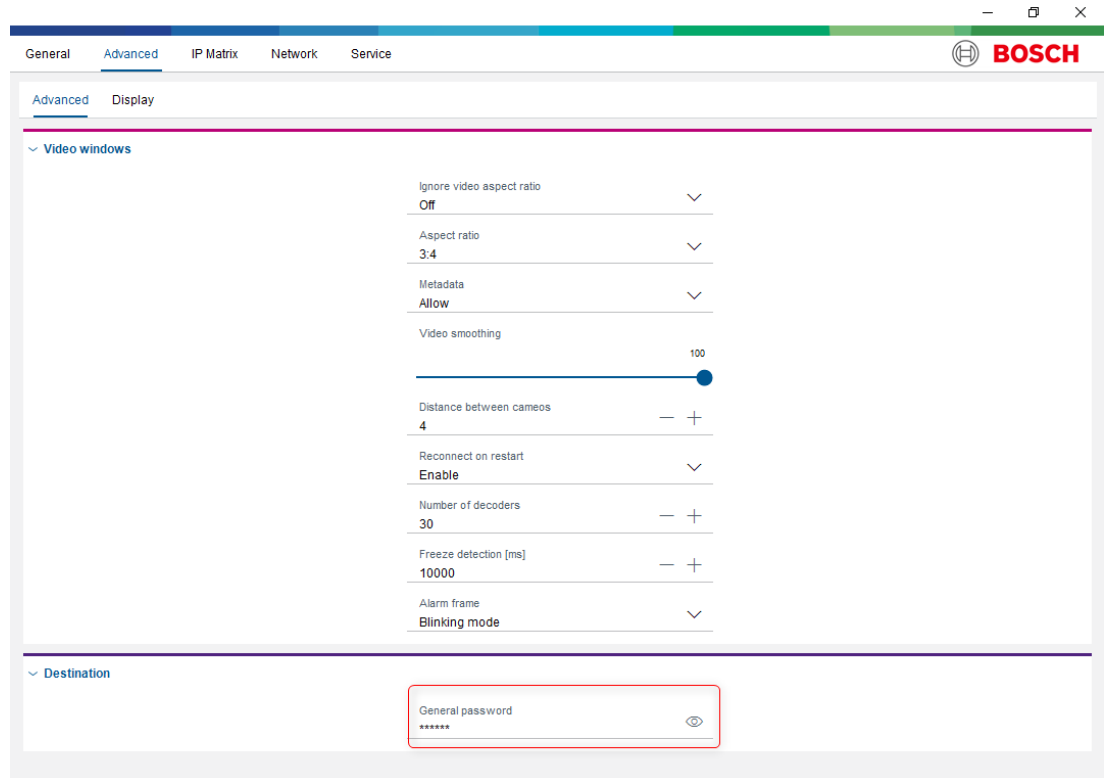 General Advanced IP Matrix Network Service BOSCH
Advanced Display
Video windows
Ignore video aspect ratio
Off
Aspect ratio
3:4
Metadata
Allow
Video smoothing
100
Distance between cameos
4
Reconnect on restart
Enable
Number of decoders
30
Freeze detection [ms]
10000
Alarm frame
Blinking mode
Destination
General password
******